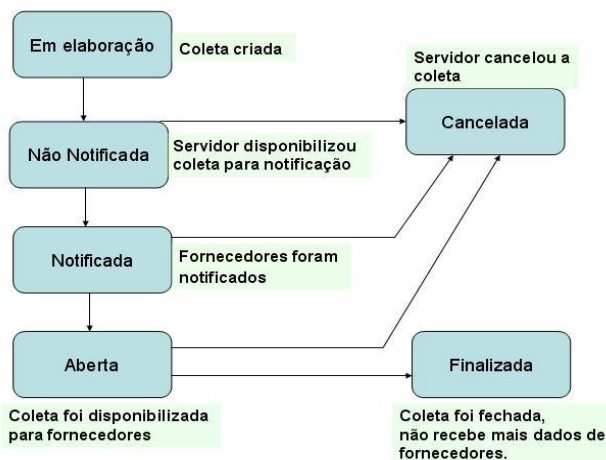 Em elaboração
Coleta criada
Servidor cancelou a
coleta
Cancelada
Não Notificada
Servidor disponibilizou
coleta para notificação
Notificada
Fornecedores foram
notificados
Aberta
Finalizada
Coleta foi disponibilizada
para fornecedores
Coleta foi fechada,
não recebe mais dados de
fornecedores.